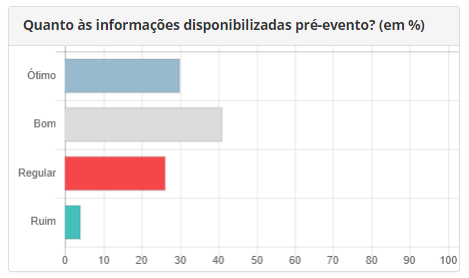 Quanto às informações disponibilizadas pré-evento? (em %)
Ótimo
Bom
Regular
Ruim
0 10 20 30 40 50 60 70 80 90 100